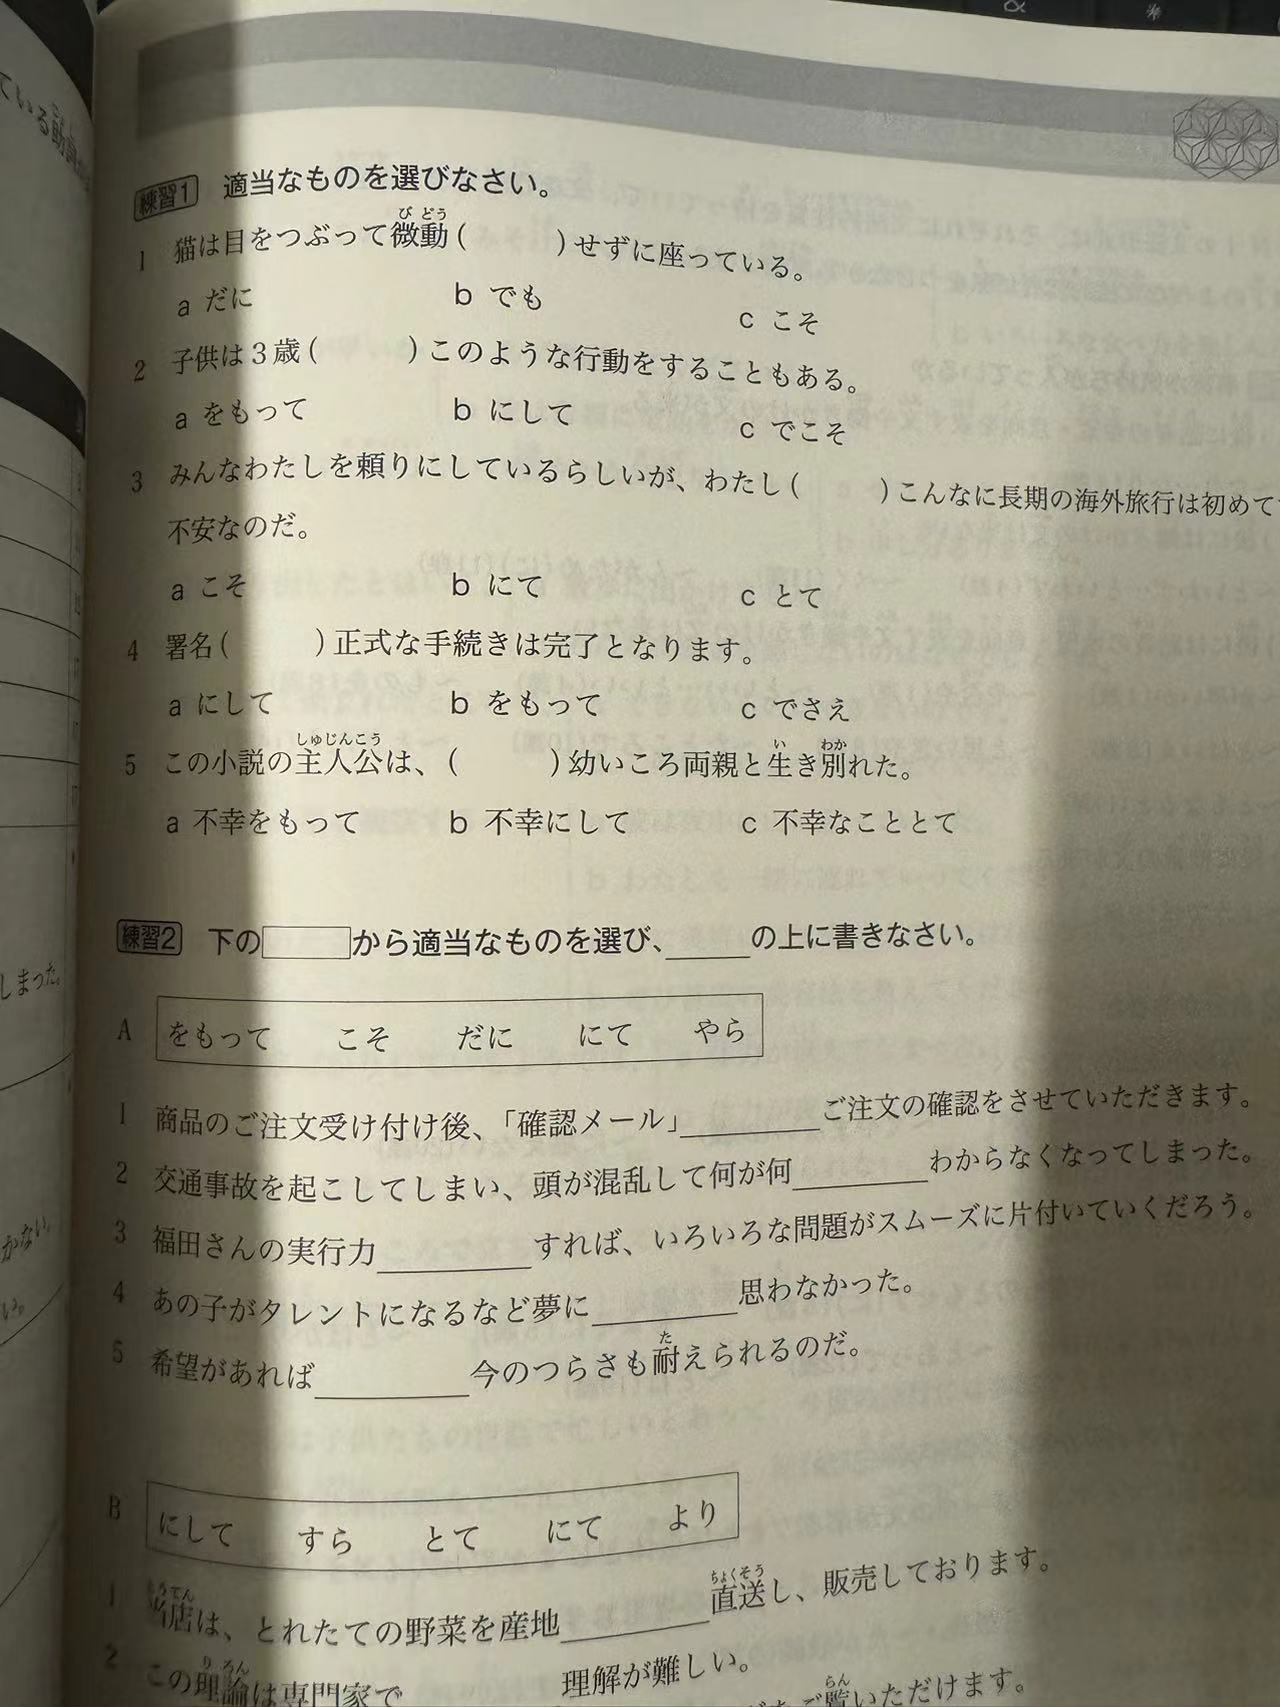 ている
練習1 適当なものを選びなさい。
びどう
1 猫は目をつぶって微動(　　　)せずに座っている。
a だに　b でも　c こそ
2 子供は3歳(　　　)このような行動をすることもある。
a をもって　b にして　c でこそ
3 みんなわたしを頼りにしているらしいが、わたし(　　　)こんなに長期の海外旅行は初めてで
不安なのだ。
a こそ　b にて　c とて
4 署名(　　　)正式な手続きは完了となります。
a にして　b をもって　c でさえ
しゅじんこう　い　わか
5 この小説の主人公は、(　　　)幼いころ両親と生き別れた。
a 不幸をもって　b 不幸にして　c 不幸なこととて
練習2 下の　　　から適当なものを選び、＿＿＿の上に書きなさい。
A をもって　こそ　だに　にて　やら
1 商品のご注文受け付け後、「確認メール」＿＿＿ご注文の確認をさせていただきます。
2 交通事故を起こしてしまい、頭が混乱して何が何＿＿＿わからなくなってしまった。
3 福田さんの実行力＿＿＿すれば、いろいろな問題がスムーズに片付いていくだろう。
4 あの子がタレントになるなど夢に＿＿＿思わなかった。
た
5 希望があれば＿＿＿今のつらさも耐えられるのだ。
B にして　すら　とて　にて　より
ちょくそう
1 当店は、とれたての野菜を産地＿＿＿直送し、販売しております。
りろん
2 この理論は専門家で＿＿＿理解が難しい。
らん
ご覧いただけます。
しまった。
かない。
い。